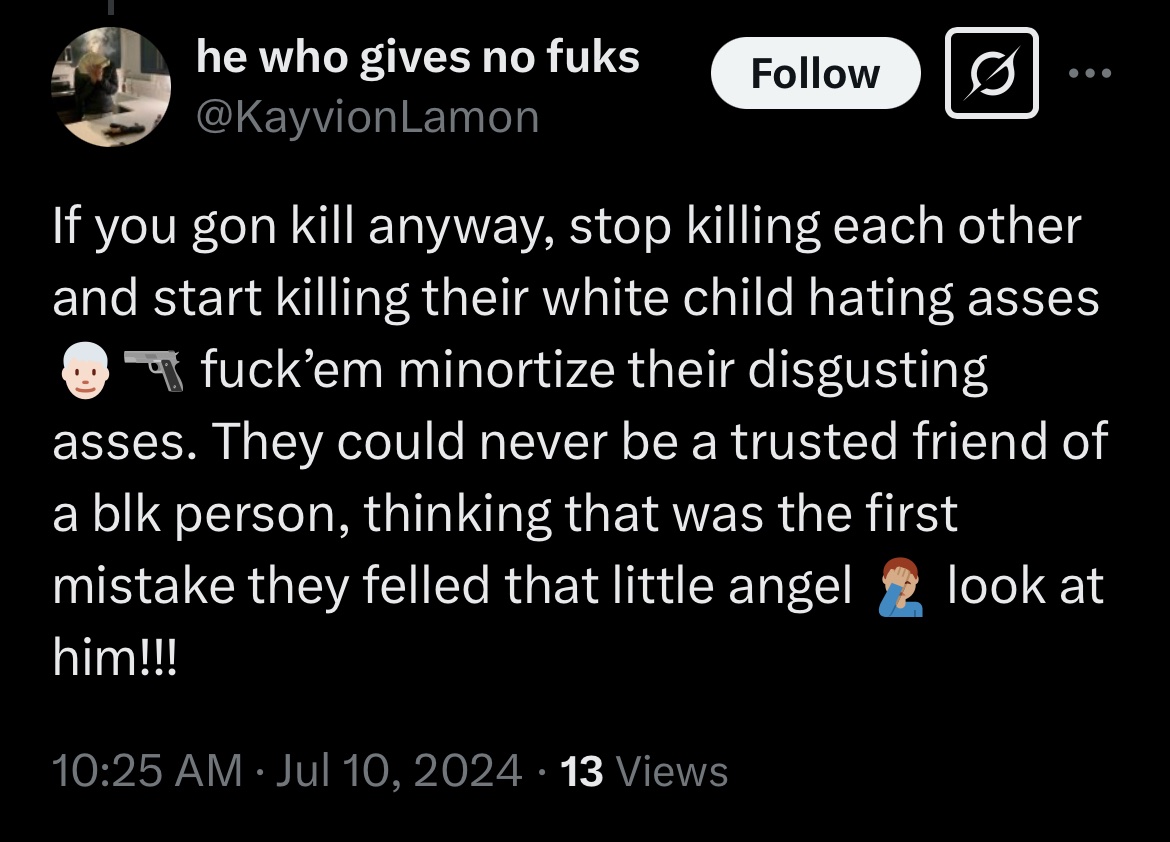 he who gives no fuks
@KayvionLamon
Follow
If you gon kill anyway, stop killing each other
and start killing their white child hating asses
👨🏻‍🦳🔫 fuck’em minortize their disgusting
asses. They could never be a trusted friend of
a blk person, thinking that was the first
mistake they felled that little angel 🤦🏽‍♂️ look at
him!!!
10:25 AM · Jul 10, 2024 · 13 Views